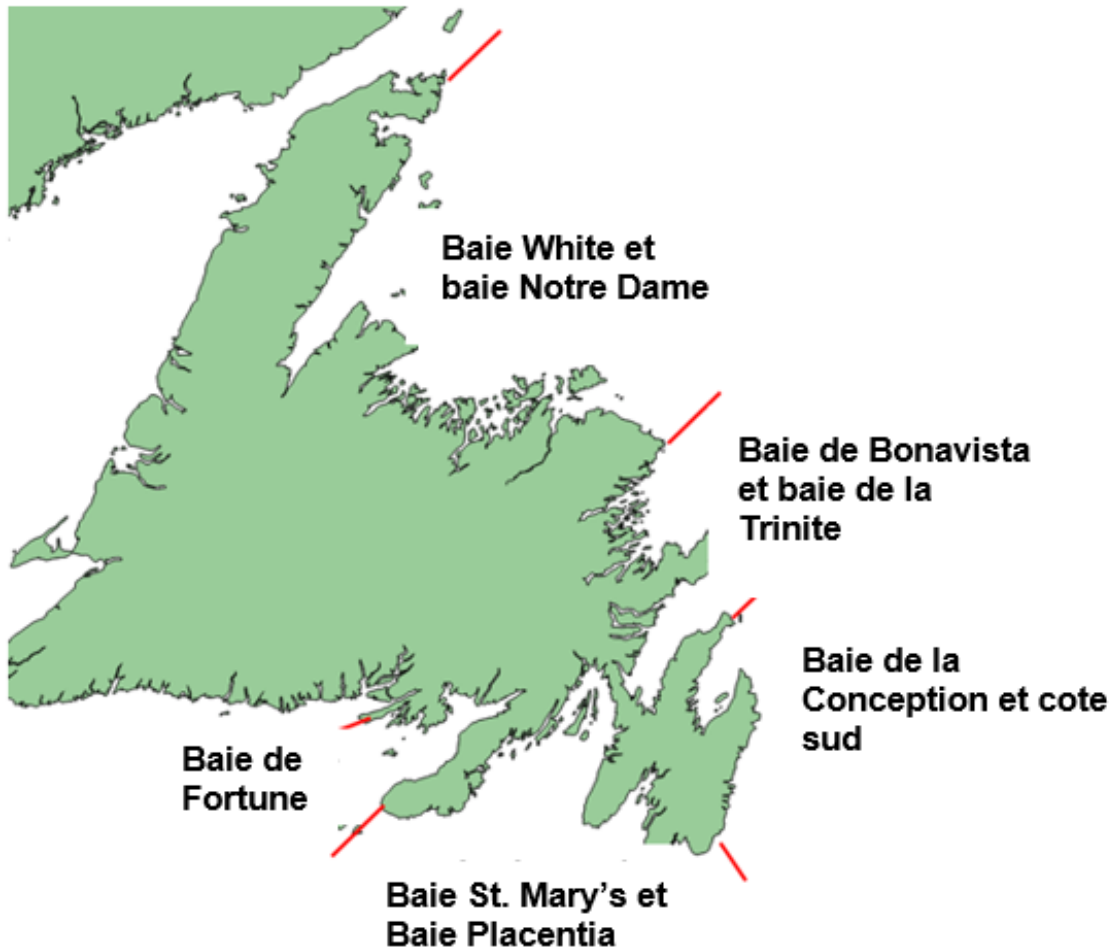 Baie White et
baie Notre Dame
Baie de Bonavista
et baie de la
Trinite
Baie de la
Conception et cote
sud
Baie de
Fortune
Baie St. Mary’s et
Baie Placentia